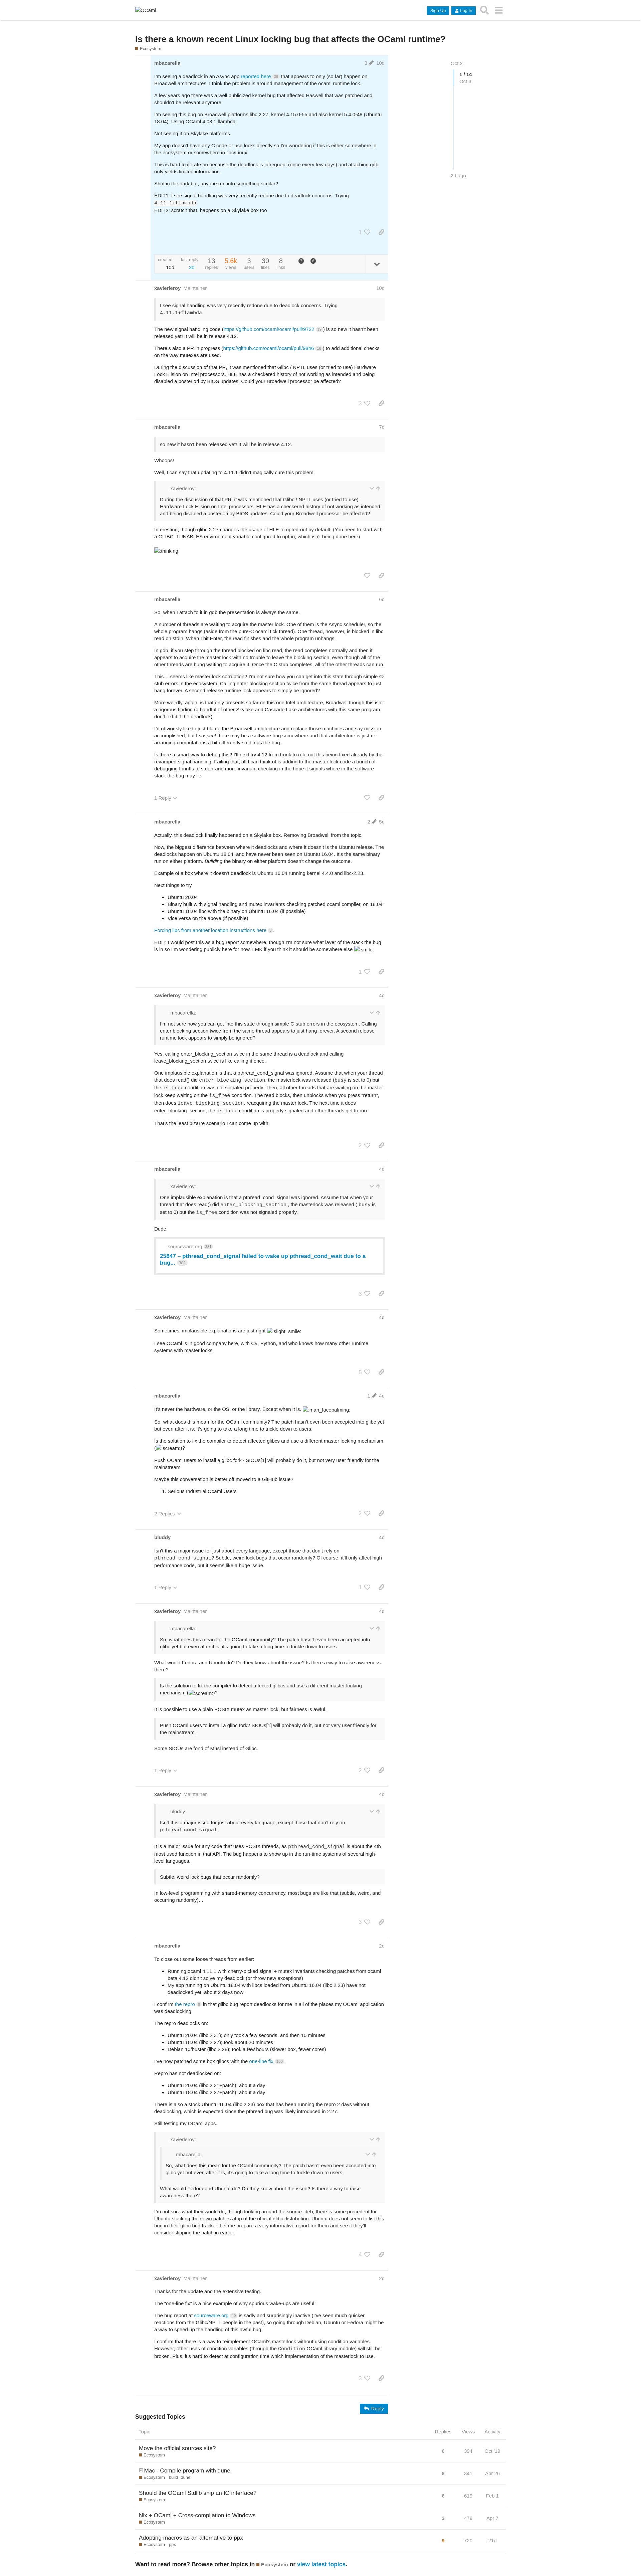 OCaml
Sign Up
Log In
Is there a known recent Linux locking bug that affects the OCaml runtime?
Ecosystem
mbacarella
3
10d
I'm seeing a deadlock in an Async app reported here that appears to only (so far) happen on
Broadwell architectures. I think the problem is around management of the ocaml runtime lock.
A few years ago there was a well publicized kernel bug that affected Haswell that was patched and
shouldn't be relevant anymore.
I'm seeing this bug on Broadwell platforms libc 2.27, kernel 4.15.0-55 and also kernel 5.4.0-48 (Ubuntu
18.04). Using OCaml 4.08.1 flambda.
Not seeing it on Skylake platforms.
My app doesn't have any C code or use locks directly so I'm wondering if this is either somewhere in
the ecosystem or somewhere in libc/Linux.
This is hard to iterate on because the deadlock is infrequent (once every few days) and attaching gdb
only yields limited information.
Shot in the dark but, anyone run into something similar?
EDIT1: I see signal handling was very recently redone due to deadlock concerns. Trying
4.11.1+flambda
EDIT2: scratch that, happens on a Skylake box too
1
created
10d
last reply
2d
13
replies
5.6k
views
3
users
30
likes
8
links
Oct 2
1 / 14
Oct 3
2d ago
xavierleroy Maintainer
10d
I see signal handling was very recently redone due to deadlock concerns. Trying
4.11.1+flambda
The new signal handling code (https://github.com/ocaml/ocaml/pull/9722) is so new it hasn't been
released yet! It will be in release 4.12.
There's also a PR in progress (https://github.com/ocaml/ocaml/pull/9846) to add additional checks
on the way mutexes are used.
During the discussion of that PR, it was mentioned that Glibc / NPTL uses (or tried to use) Hardware
Lock Elision on Intel processors. HLE has a checkered history of not working as intended and being
disabled a posteriori by BIOS updates. Could your Broadwell processor be affected?
3
mbacarella
7d
so new it hasn't been released yet! It will be in release 4.12.
Whoops!
Well, I can say that updating to 4.11.1 didn't magically cure this problem.
xavierleroy:
During the discussion of that PR, it was mentioned that Glibc / NPTL uses (or tried to use)
Hardware Lock Elision on Intel processors. HLE has a checkered history of not working as intended
and being disabled a posteriori by BIOS updates. Could your Broadwell processor be affected?
Interesting, though glibc 2.27 changes the usage of HLE to opted-out by default. (You need to start with
a GLIBC_TUNABLES environment variable configured to opt-in, which isn't being done here)
:thinking:
mbacarella
6d
So, when I attach to it in gdb the presentation is always the same.
A number of threads are waiting to acquire the master lock. One of them is the Async scheduler, so the
whole program hangs (aside from the pure-C ocaml tick thread). One thread, however, is blocked in libc
read on stdin. When I hit Enter, the read finishes and the whole program unhangs.
In gdb, if you step through the thread blocked on libc read, the read completes normally and then it
appears to acquire the master lock with no trouble to leave the blocking section, even though all of the
other threads are hung waiting to acquire it. Once the C stub completes, all of the other threads can run.
This… seems like master lock corruption? I'm not sure how you can get into this state through simple C-
stub errors in the ecosystem. Calling enter blocking section twice from the same thread appears to just
hang forever. A second release runtime lock appears to simply be ignored?
More weirdly, again, is that only presents so far on this one Intel architecture, Broadwell though this isn't
a rigorous finding (a handful of other Skylake and Cascade Lake architectures with this same program
don't exhibit the deadlock).
I'd obviously like to just blame the Broadwell architecture and replace those machines and say mission
accomplished, but I suspect there may be a software bug somewhere and that architecture is just re-
arranging computations a bit differently so it trips the bug.
Is there a smart way to debug this? I'll next try 4.12 from trunk to rule out this being fixed already by the
revamped signal handling. Failing that, all I can think of is adding to the master lock code a bunch of
debugging fprintfs to stderr and more invariant checking in the hope it signals where in the software
stack the bug may lie.
1 Reply
mbacarella
2
5d
Actually, this deadlock finally happened on a Skylake box. Removing Broadwell from the topic.
Now, the biggest difference between where it deadlocks and where it doesn't is the Ubuntu release. The
deadlocks happen on Ubuntu 18.04, and have never been seen on Ubuntu 16.04. It's the same binary
run on either platform. Building the binary on either platform doesn't change the outcome.
Example of a box where it doesn't deadlock is Ubuntu 16.04 running kernel 4.4.0 and libc-2.23.
Next things to try
Ubuntu 20.04
Binary built with signal handling and mutex invariants checking patched ocaml compiler, on 18.04
Ubuntu 18.04 libc with the binary on Ubuntu 16.04 (if possible)
Vice versa on the above (if possible)
Forcing libc from another location instructions here.
EDIT: I would post this as a bug report somewhere, though I'm not sure what layer of the stack the bug
is in so I'm wondering publicly here for now. LMK if you think it should be somewhere else :smile:
1
xavierleroy Maintainer
4d
mbacarella:
I'm not sure how you can get into this state through simple C-stub errors in the ecosystem. Calling
enter blocking section twice from the same thread appears to just hang forever. A second release
runtime lock appears to simply be ignored?
Yes, calling enter_blocking_section twice in the same thread is a deadlock and calling
leave_blocking_section twice is like calling it once.
One implausible explanation is that a pthread_cond_signal was ignored. Assume that when your thread
that does read() did enter_blocking_section, the masterlock was released (busy is set to 0) but
the is_free condition was not signaled properly. Then, all other threads that are waiting on the master
lock keep waiting on the is_free condition. The read blocks, then unblocks when you press "return",
then does leave_blocking_section, reacquiring the master lock. The next time it does
enter_blocking_section, the is_free condition is properly signaled and other threads get to run.
That's the least bizarre scenario I can come up with.
2
mbacarella
4d
xavierleroy:
One implausible explanation is that a pthread_cond_signal was ignored. Assume that when your
thread that does read() did enter_blocking_section , the masterlock was released ( busy is
set to 0) but the is_free condition was not signaled properly.
Dude.
sourceware.org
25847 – pthread_cond_signal failed to wake up pthread_cond_wait due to a
bug...
3
xavierleroy Maintainer
4d
Sometimes, implausible explanations are just right :slight_smile:
I see OCaml is in good company here, with C#, Python, and who knows how many other runtime
systems with master locks.
5
mbacarella
1
4d
It's never the hardware, or the OS, or the library. Except when it is. :man_facepalming:
So, what does this mean for the OCaml community? The patch hasn't even been accepted into glibc yet
but even after it is, it's going to take a long time to trickle down to users.
Is the solution to fix the compiler to detect affected glibcs and use a different master locking mechanism
(:scream:)?
Push OCaml users to install a glibc fork? SIOUs[1] will probably do it, but not very user friendly for the
mainstream.
Maybe this conversation is better off moved to a GitHub issue?
1. Serious Industrial Ocaml Users
2 Replies
2
bluddy
4d
Isn't this a major issue for just about every language, except those that don't rely on
pthread_cond_signal? Subtle, weird lock bugs that occur randomly? Of course, it'll only affect high
performance code, but it seems like a huge issue.
1 Reply
1
xavierleroy Maintainer
4d
mbacarella:
So, what does this mean for the OCaml community? The patch hasn't even been accepted into
glibc yet but even after it is, it's going to take a long time to trickle down to users.
What would Fedora and Ubuntu do? Do they know about the issue? Is there a way to raise awareness
there?
Is the solution to fix the compiler to detect affected glibcs and use a different master locking
mechanism (:scream:)?
It is possible to use a plain POSIX mutex as master lock, but fairness is awful.
Push OCaml users to install a glibc fork? SIOUs[1] will probably do it, but not very user friendly for
the mainstream.
Some SIOUs are fond of Musl instead of Glibc.
1 Reply
2
xavierleroy Maintainer
4d
bluddy:
Isn't this a major issue for just about every language, except those that don't rely on
pthread_cond_signal
It is a major issue for any code that uses POSIX threads, as pthread_cond_signal is about the 4th
most used function in that API. The bug happens to show up in the run-time systems of several high-
level languages.
Subtle, weird lock bugs that occur randomly?
In low-level programming with shared-memory concurrency, most bugs are like that (subtle, weird, and
occurring randomly)…
3
mbacarella
2d
To close out some loose threads from earlier:
Running ocaml 4.11.1 with cherry-picked signal + mutex invariants checking patches from ocaml
beta 4.12 didn't solve my deadlock (or throw new exceptions)
My app running on Ubuntu 18.04 with libcs loaded from Ubuntu 16.04 (libc 2.23) have not
deadlocked yet, about 2 days now
I confirm the repro in that glibc bug report deadlocks for me in all of the places my OCaml application
was deadlocking.
The repro deadlocks on:
Ubuntu 20.04 (libc 2.31); only took a few seconds, and then 10 minutes
Ubuntu 18.04 (libc 2.27); took about 20 minutes
Debian 10/buster (libc 2.28); took a few hours (slower box, fewer cores)
I've now patched some box glibcs with the one-line fix.
Repro has not deadlocked on:
Ubuntu 20.04 (libc 2.31+patch): about a day
Ubuntu 18.04 (libc 2.27+patch): about a day
There is also a stock Ubuntu 16.04 (libc 2.23) box that has been running the repro 2 days without
deadlocking, which is expected since the pthread bug was likely introduced in 2.27.
Still testing my OCaml apps.
xavierleroy:
mbacarella:
So, what does this mean for the OCaml community? The patch hasn't even been accepted into
glibc yet but even after it is, it's going to take a long time to trickle down to users.
What would Fedora and Ubuntu do? Do they know about the issue? Is there a way to raise
awareness there?
I'm not sure what they would do, though looking around the source .deb, there is some precedent for
Ubuntu stacking their own patches atop of the official glibc distribution. Ubuntu does not seem to list this
bug in their glibc bug tracker. Let me prepare a very informative report for them and see if they'll
consider slipping the patch in earlier.
4
xavierleroy Maintainer
2d
Thanks for the update and the extensive testing.
The "one-line fix" is a nice example of why spurious wake-ups are useful!
The bug report at sourceware.org is sadly and surprisingly inactive (I've seen much quicker
reactions from the Glibc/NPTL people in the past), so going through Debian, Ubuntu or Fedora might be
a way to speed up the handling of this awful bug.
I confirm that there is a way to reimplement OCaml's masterlock without using condition variables.
However, other uses of condition variables (through the Condition OCaml library module) will still be
broken. Plus, it's hard to detect at configuration time which implementation of the masterlock to use.
3
Reply
Suggested Topics
Topic
Replies
Views
Activity
Move the official sources site?
Ecosystem
6
384
Oct '19
Mac - Compile program with dune
Ecosystem build, dune
8
341
Apr 26
Should the OCaml Stdlib ship an IO interface?
Ecosystem
6
619
Feb 1
Nix + OCaml + Cross-compilation to Windows
Ecosystem
3
478
Apr 7
Adopting macros as an alternative to ppx
Ecosystem ppx
9
720
21d
Want to read more? Browse other topics in Ecosystem or view latest topics.